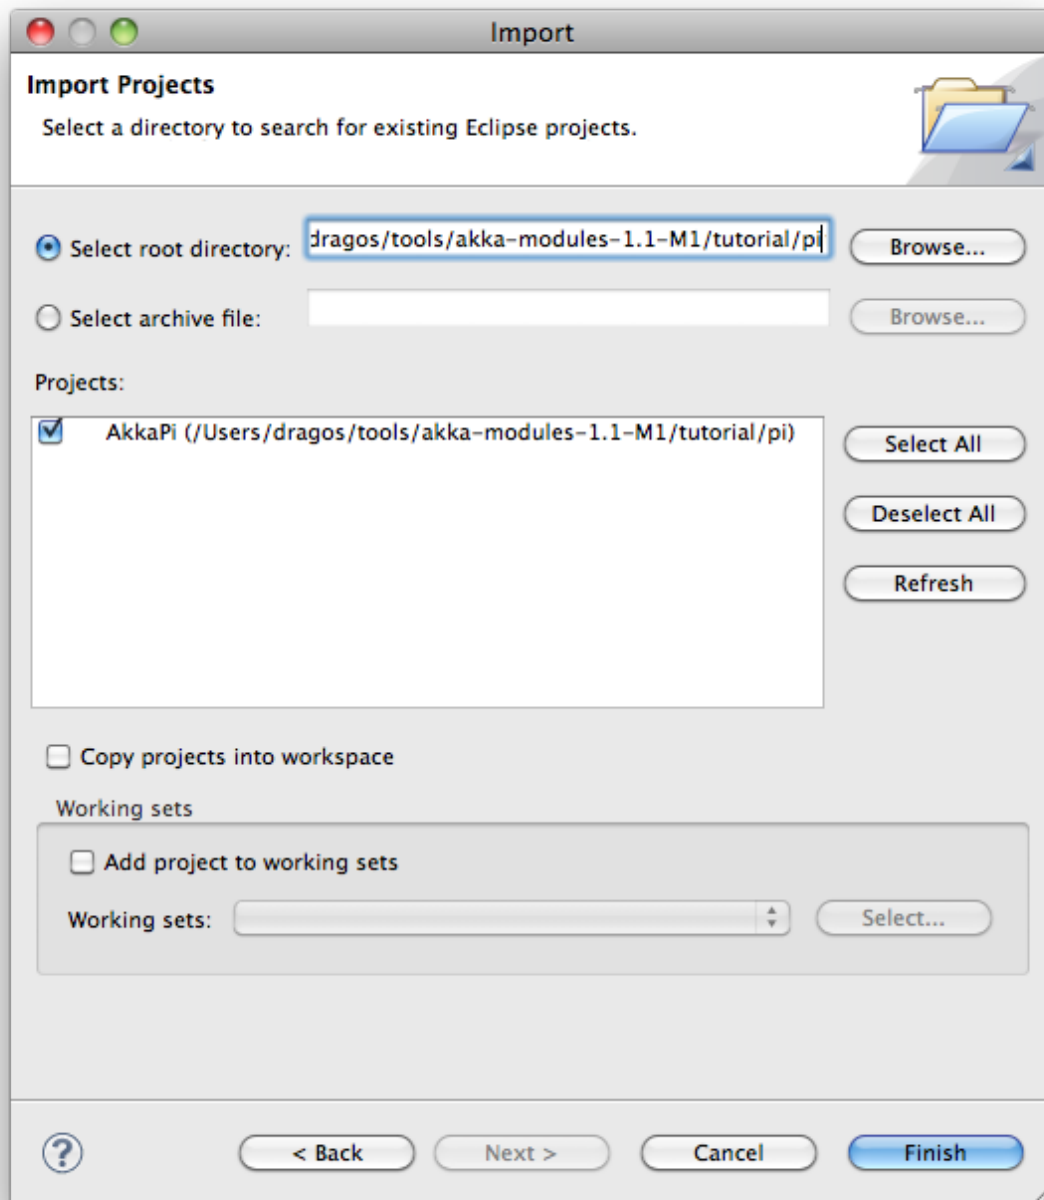 Import
Import Projects
Select a directory to search for existing Eclipse projects.
Select root directory: dragos/tools/akka-modules-1.1-M1/tutorial/pi Browse...
Select archive file: Browse...
Projects:
AkkaPi (/Users/dragos/tools/akka-modules-1.1-M1/tutorial/pi)
Select All
Deselect All
Refresh
Copy projects into workspace
Working sets
Add project to working sets
Working sets: Select...
? < Back Next > Cancel Finish